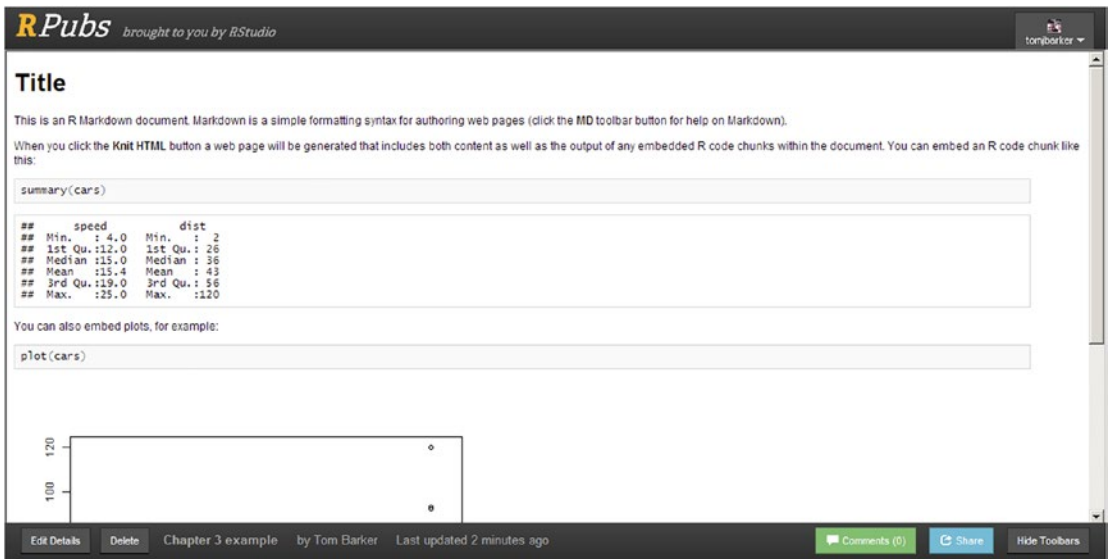 RPubs brought to you by RStudio
tomjbarker
Title
This is an R Markdown document. Markdown is a simple formatting syntax for authoring web pages (click the MD toolbar button for help on Markdown).
When you click the Knit HTML button a web page will be generated that includes both content as well as the output of any embedded R code chunks within the document. You can embed an R code chunk like
this:
summary(cars)
##      speed           dist
##  Min.   : 4.0   Min.   :  2
##  1st Qu.:12.0   1st Qu.: 26
##  Median :15.0   Median : 36
##  Mean   :15.4   Mean   : 43
##  3rd Qu.:19.0   3rd Qu.: 56
##  Max.   :25.0   Max.   :120
You can also embed plots, for example:
plot(cars)
120
100
Edit Details Delete Chapter 3 example by Tom Barker Last updated 2 minutes ago Comments (0) Share Hide Toolbars